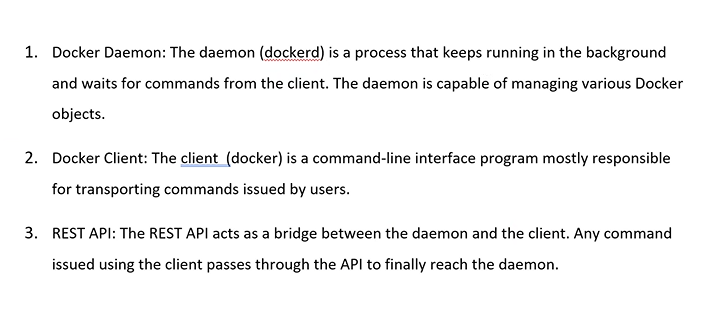 1. Docker Daemon: The daemon (dockerd) is a process that keeps running in the background
and waits for commands from the client. The daemon is capable of managing various Docker
objects.
2. Docker Client: The client  (docker) is a command-line interface program mostly responsible
for transporting commands issued by users.
3. REST API: The REST API acts as a bridge between the daemon and the client. Any command
issued using the client passes through the API to finally reach the daemon.